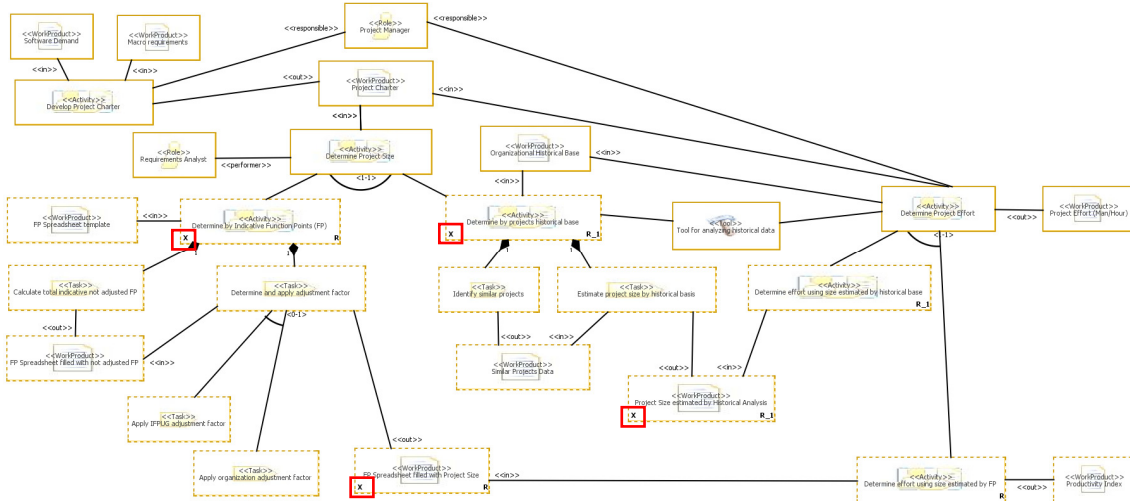 <<Role>>
Project Manager
<<responsible>>
<<responsible>>
<<WorkProduct>>
Software Demand
<<WorkProduct>>
Macro requirements
<<in>>
<<in>>
<<out>>
<<WorkProduct>>
Project Charter
<<in>>
<<Activity>>
Develop Project Charter
<<in>>
<<Role>>
Requirements Analyst
<<performer>>
<<Activity>>
Determine Project Size
<1-1>
<<WorkProduct>>
Organizational Historical Base
<<in>>
<<in>>
<<WorkProduct>>
FP Spreadsheet template
<<in>>
<<Activity>>
Determine by Indicative Function Points (FP)
X
R
1
1
<<Activity>>
Determine by projects historical base
X
R_1
1
1
<<Tool>>
Tool for analyzing historical data
<<Activity>>
Determine Project Effort
<1-1>
<<out>>
<<WorkProduct>>
Project Effort (Man/Hour)
<<Task>>
Calculate total indicative not adjusted FP
<<Task>>
Determine and apply adjustment factor
<0-1>
<<Task>>
Identify similar projects
<<Task>>
Estimate project size by historical basis
<<Activity>>
Determine effort using size estimated by historical base
R_1
<<out>>
<<WorkProduct>>
FP Spreadsheet filled with not adjusted FP
<<in>>
<<out>>
<<in>>
<<WorkProduct>>
Similar Projects Data
<<out>>
<<in>>
<<WorkProduct>>
Project Size estimated by Historical Analysis
X
R_1
<<Task>>
Apply IFPUG adjustment factor
<<Task>>
Apply organization adjustment factor
<<out>>
<<WorkProduct>>
FP Spreadsheet filled with Project Size
X
R
<<in>>
<<Activity>>
Determine effort using size estimated by FP
R
<<out>>
<<WorkProduct>>
Productivity Index